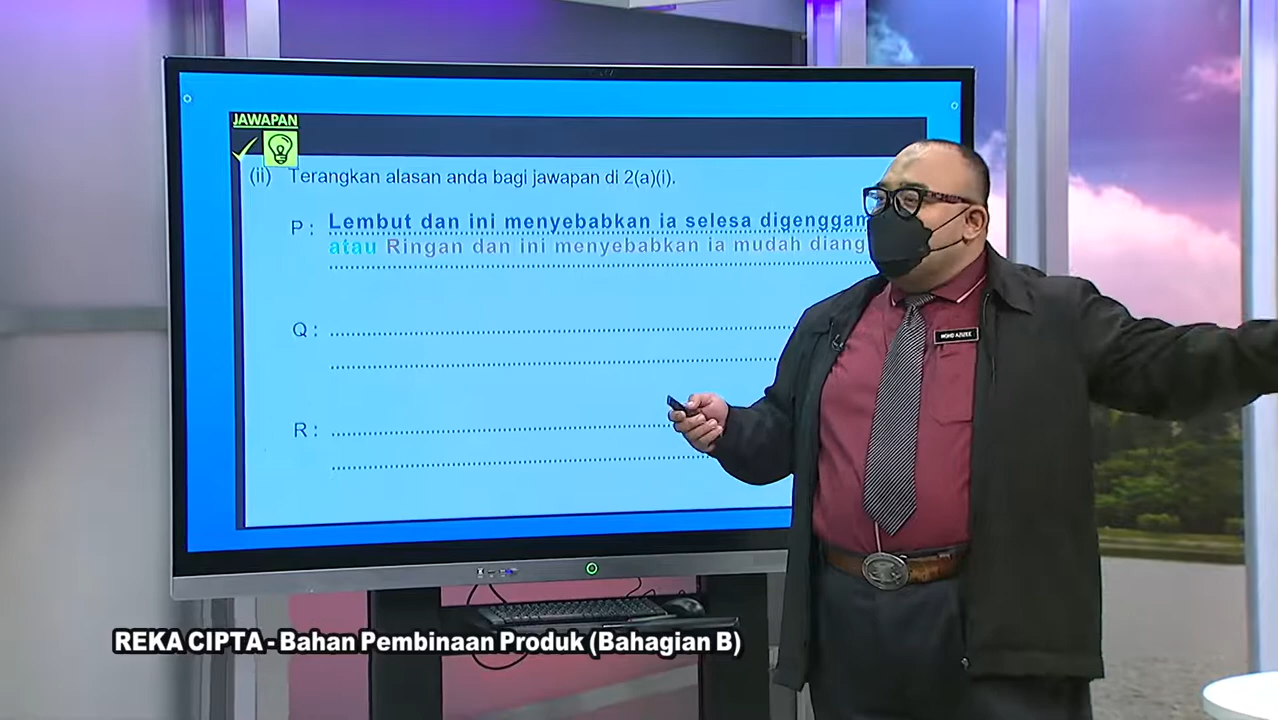 JAWAPAN
(ii) Terangkan alasan anda bagi jawapan di 2(a)(i).
P : Lembut dan ini menyebabkan ia selesa digenggam
atau Ringan dan ini menyebabkan ia mudah diang
Q :
R :
MOHD AZIZEE
REKA CIPTA - Bahan Pembinaan Produk (Bahagian B)